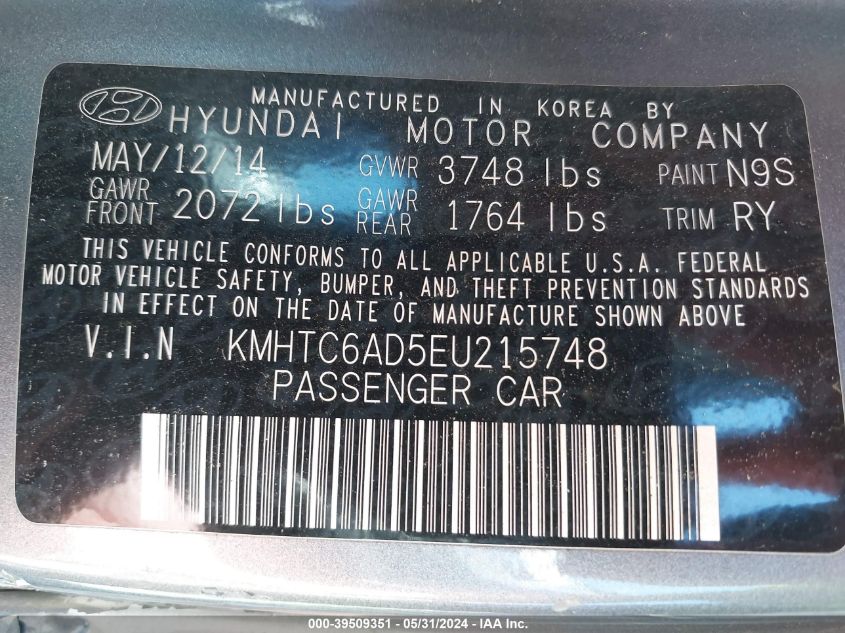 MANUFACTURED IN KOREA BY
HYUNDAI MOTOR COMPANY
MAY/12/14 GVWR 3748 lbs PAINT N9S
GAWR FRONT 2072 lbs GAWR REAR 1764 lbs TRIM RY
THIS VEHICLE CONFORMS TO ALL APPLICABLE U.S.A. FEDERAL
MOTOR VEHICLE SAFETY, BUMPER, AND THEFT PREVENTION STANDARDS
IN EFFECT ON THE DATE OF MANUFACTURE SHOWN ABOVE
V.I.N KMHTC6AD5EU215748
PASSENGER CAR
000-39509351 - 05/31/2024 - IAA Inc.